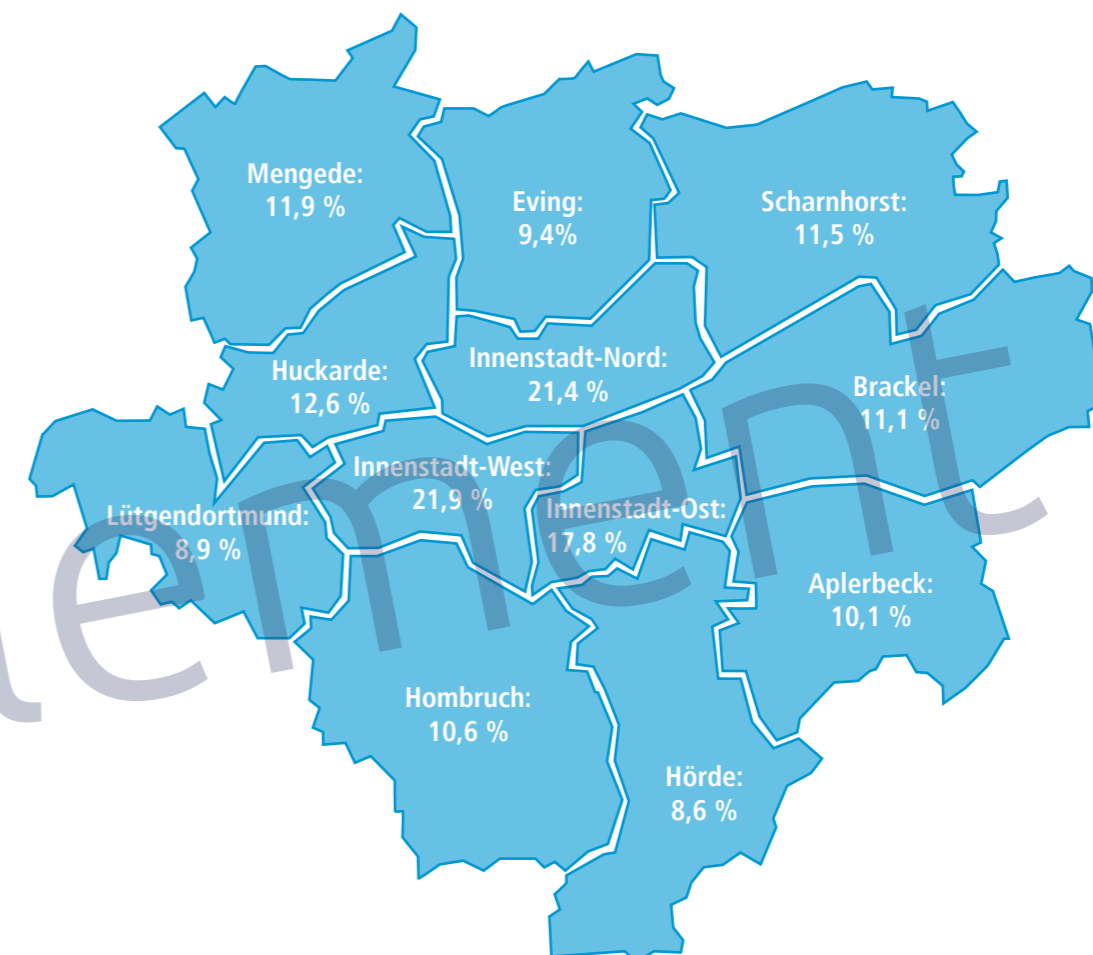 Mengede:
11,9 %
Eving:
9,4%
Scharnhorst:
11,5 %
Huckarde:
12,6 %
Innenstadt-Nord:
21,4 %
Brackel:
11,1 %
Innenstadt-West:
21,9 %
Lütgendortmund:
8,9 %
Innenstadt-Ost:
17,8 %
Aplerbeck:
10,1 %
Hombruch:
10,6 %
Hörde:
8,6 %
ement